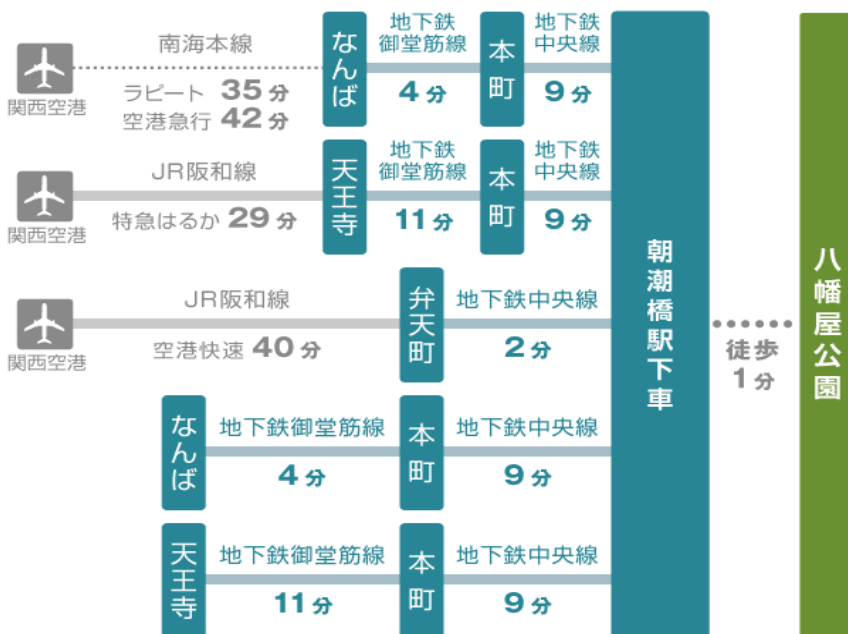 関西空港
南海本線
ラピート 35分
空港急行 42分
なんば
地下鉄
御堂筋線
4分
本町
地下鉄
中央線
9分
関西空港
JR阪和線
特急はるか 29分
天王寺
地下鉄
御堂筋線
11分
本町
地下鉄
中央線
9分
関西空港
JR阪和線
空港快速 40分
弁天町
地下鉄中央線
2分
なんば
地下鉄御堂筋線
4分
本町
地下鉄中央線
9分
天王寺
地下鉄御堂筋線
11分
本町
地下鉄中央線
9分
朝潮橋駅下車
徒歩
1分
八幡屋公園